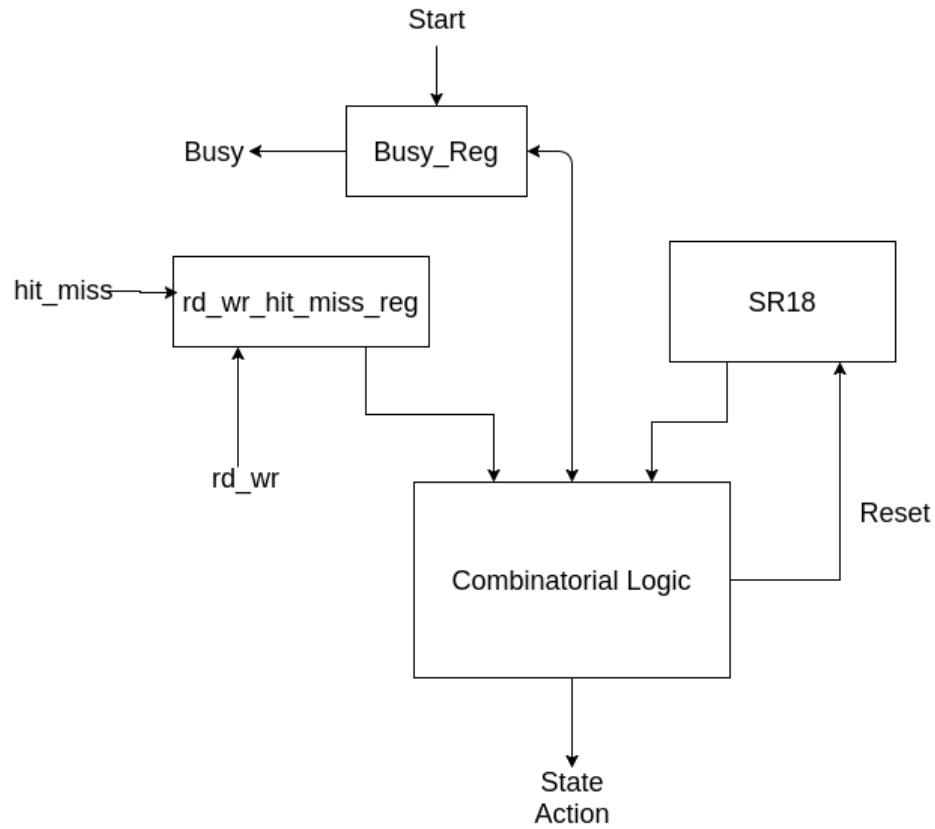 Start
Busy
Busy_Reg
hit_miss
rd_wr_hit_miss_reg
SR18
rd_wr
Reset
Combinatorial Logic
State
Action